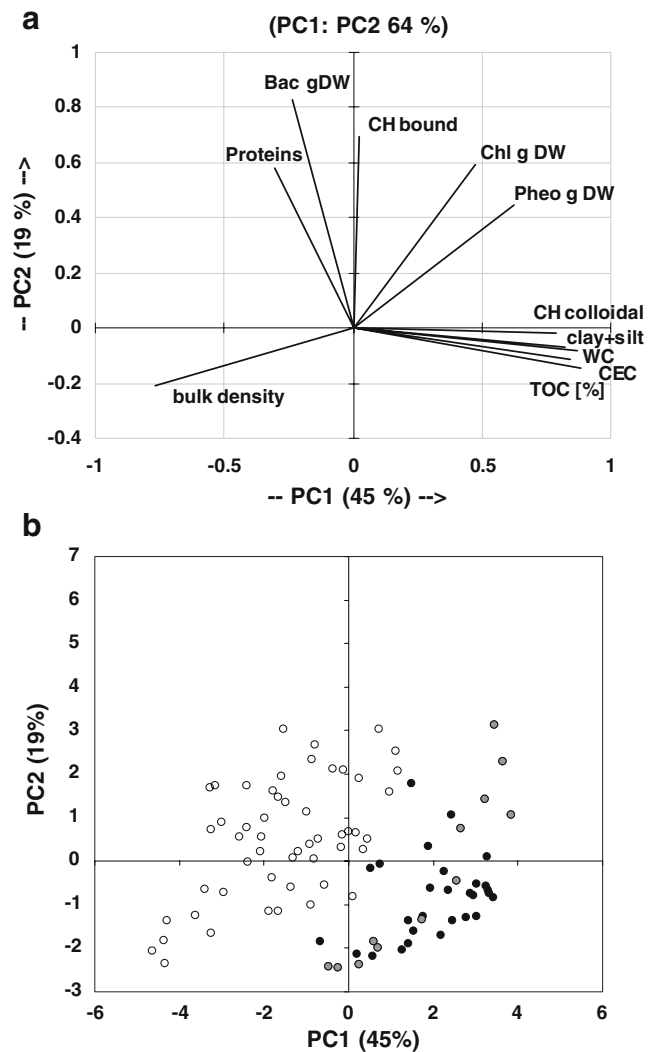 a
(PC1: PC2 64 %)
1
Bac gDW
0.8
CH bound
Proteins
Chl g DW
0.6
Pheo g DW
0.4
0.2
CH colloidal
0
clay+silt
WC
CEC
-0.2
bulk density
TOC [%]
-0.4
-- PC2 (19 %) -->
-1
-0.5
0
0.5
1
-- PC1 (45 %) -->
b
7
6
5
4
3
2
1
0
-1
-2
-3
PC2 (19%)
-6
-4
-2
0
2
4
6
PC1 (45%)